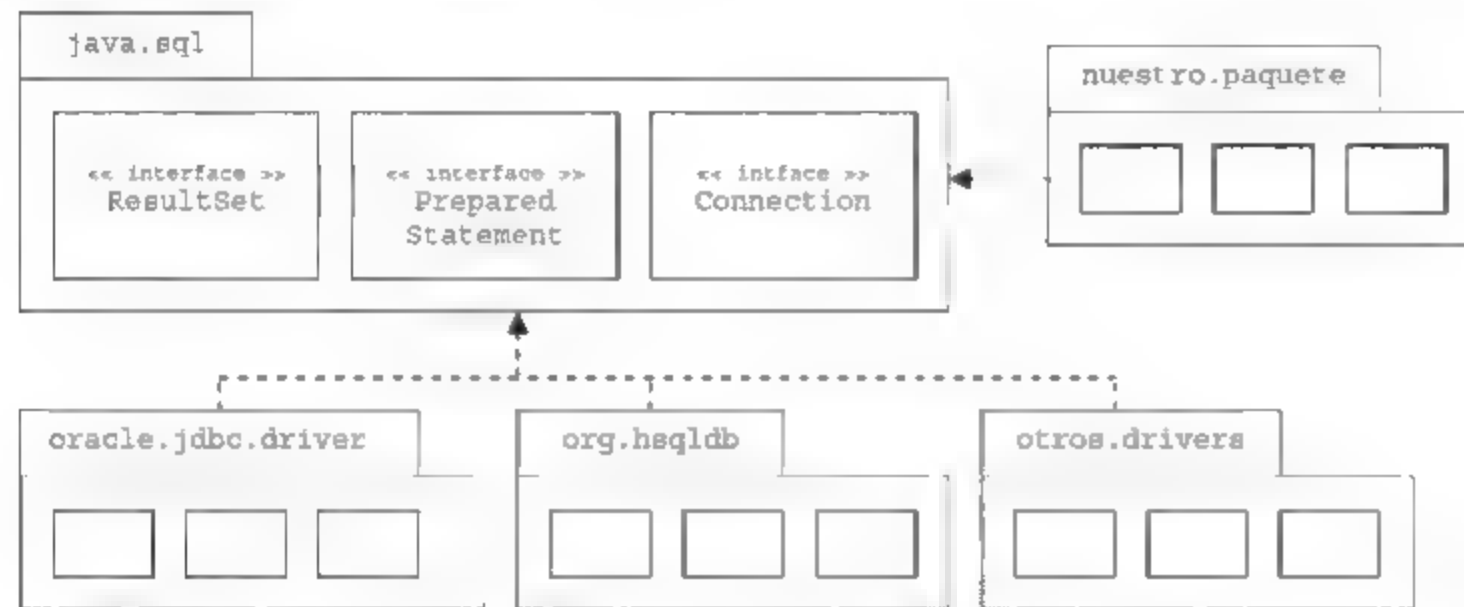 java.sql
nuestro.paquete
<< interface >>
ResultSet
<< interface >>
Prepared
Statement
<< intface >>
Connection
oracle.jdbc.driver
org.hsqldb
otros.drivers